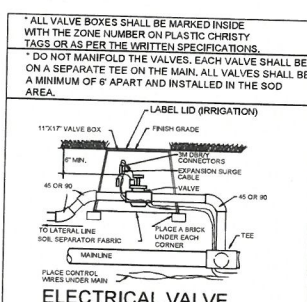 * ALL VALVE BOXES SHALL BE MARKED INSIDE
WITH THE ZONE NUMBER ON PLASTIC CHRISTY
TAGS OR AS PER THE WRITTEN SPECIFICATIONS.
* DO NOT MANIFOLD THE VALVES. EACH VALVE SHALL BE
ON A SEPARATE TEE ON THE MAIN. ALL VALVES SHALL BE
A MINIMUM OF 6' APART AND INSTALLED IN THE SOD
AREA.
LABEL LID (IRRIGATION)
11"X17" VALVE BOX
FINISH GRADE
6" MIN.
3M DBR/Y
CONNECTORS
EXPANSION SURGE
CABLE
VALVE
45 OR 90
45 OR 90
TO LATERAL LINE
SOIL SEPARATOR FABRIC
PLACE A BRICK
UNDER EACH
CORNER
TEE
MAINLINE
PLACE CONTROL
WIRES UNDER MAIN
ELECTRICAL VALVE